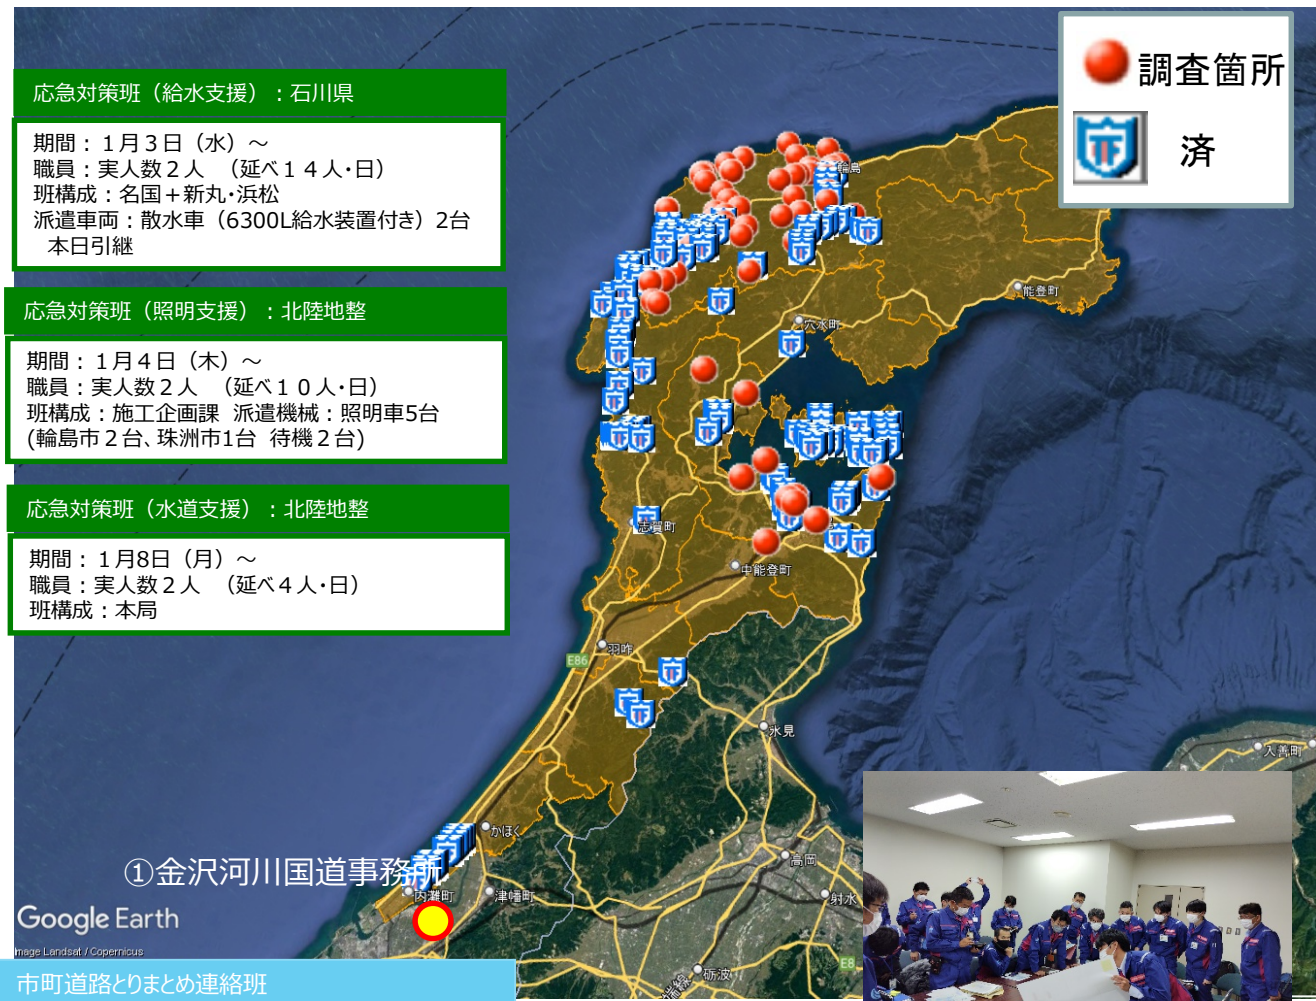 応急対策班（給水支援）：石川県
期間：１月３日（水）～
職員：実人数２人　（延べ１４人・日）
班構成：名国＋新丸・浜松
派遣車両：散水車（6300L給水装置付き）2台
本日引継
応急対策班（照明支援）：北陸地整
期間：１月４日（木）～
職員：実人数２人　（延べ１０人・日）
班構成：施工企画課 派遣機械：照明車5台
(輪島市２台、珠洲市1台 待機２台)
応急対策班（水道支援）：北陸地整
期間：１月8日（月）～
職員：実人数２人　（延べ４人・日）
班構成：本局
調査箇所
済
輪島
能登町
穴水町
志賀町
中能登町
羽咋
E86
氷見
入善町
かほく
①金沢河川国道事務所
内灘町
津幡町
高岡
射水
砺波
E8
Google Earth
Image Landsat / Copernicus
市町道路とりまとめ連絡班